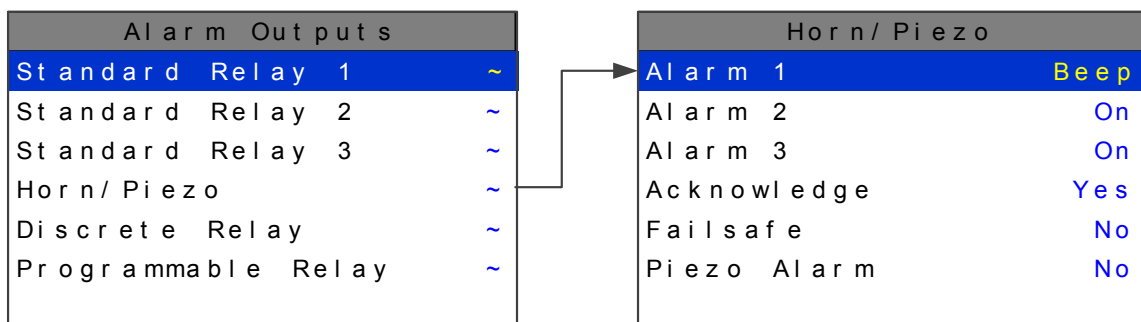 Alarm Outputs
Standard Relay 1 ~
Standard Relay 2 ~
Standard Relay 3 ~
Horn/Piezo ~
Discrete Relay ~
Programmable Relay ~
Horn/Piezo
Alarm 1 Beep
Alarm 2 On
Alarm 3 On
Acknowledge Yes
Failsafe No
Piezo Alarm No